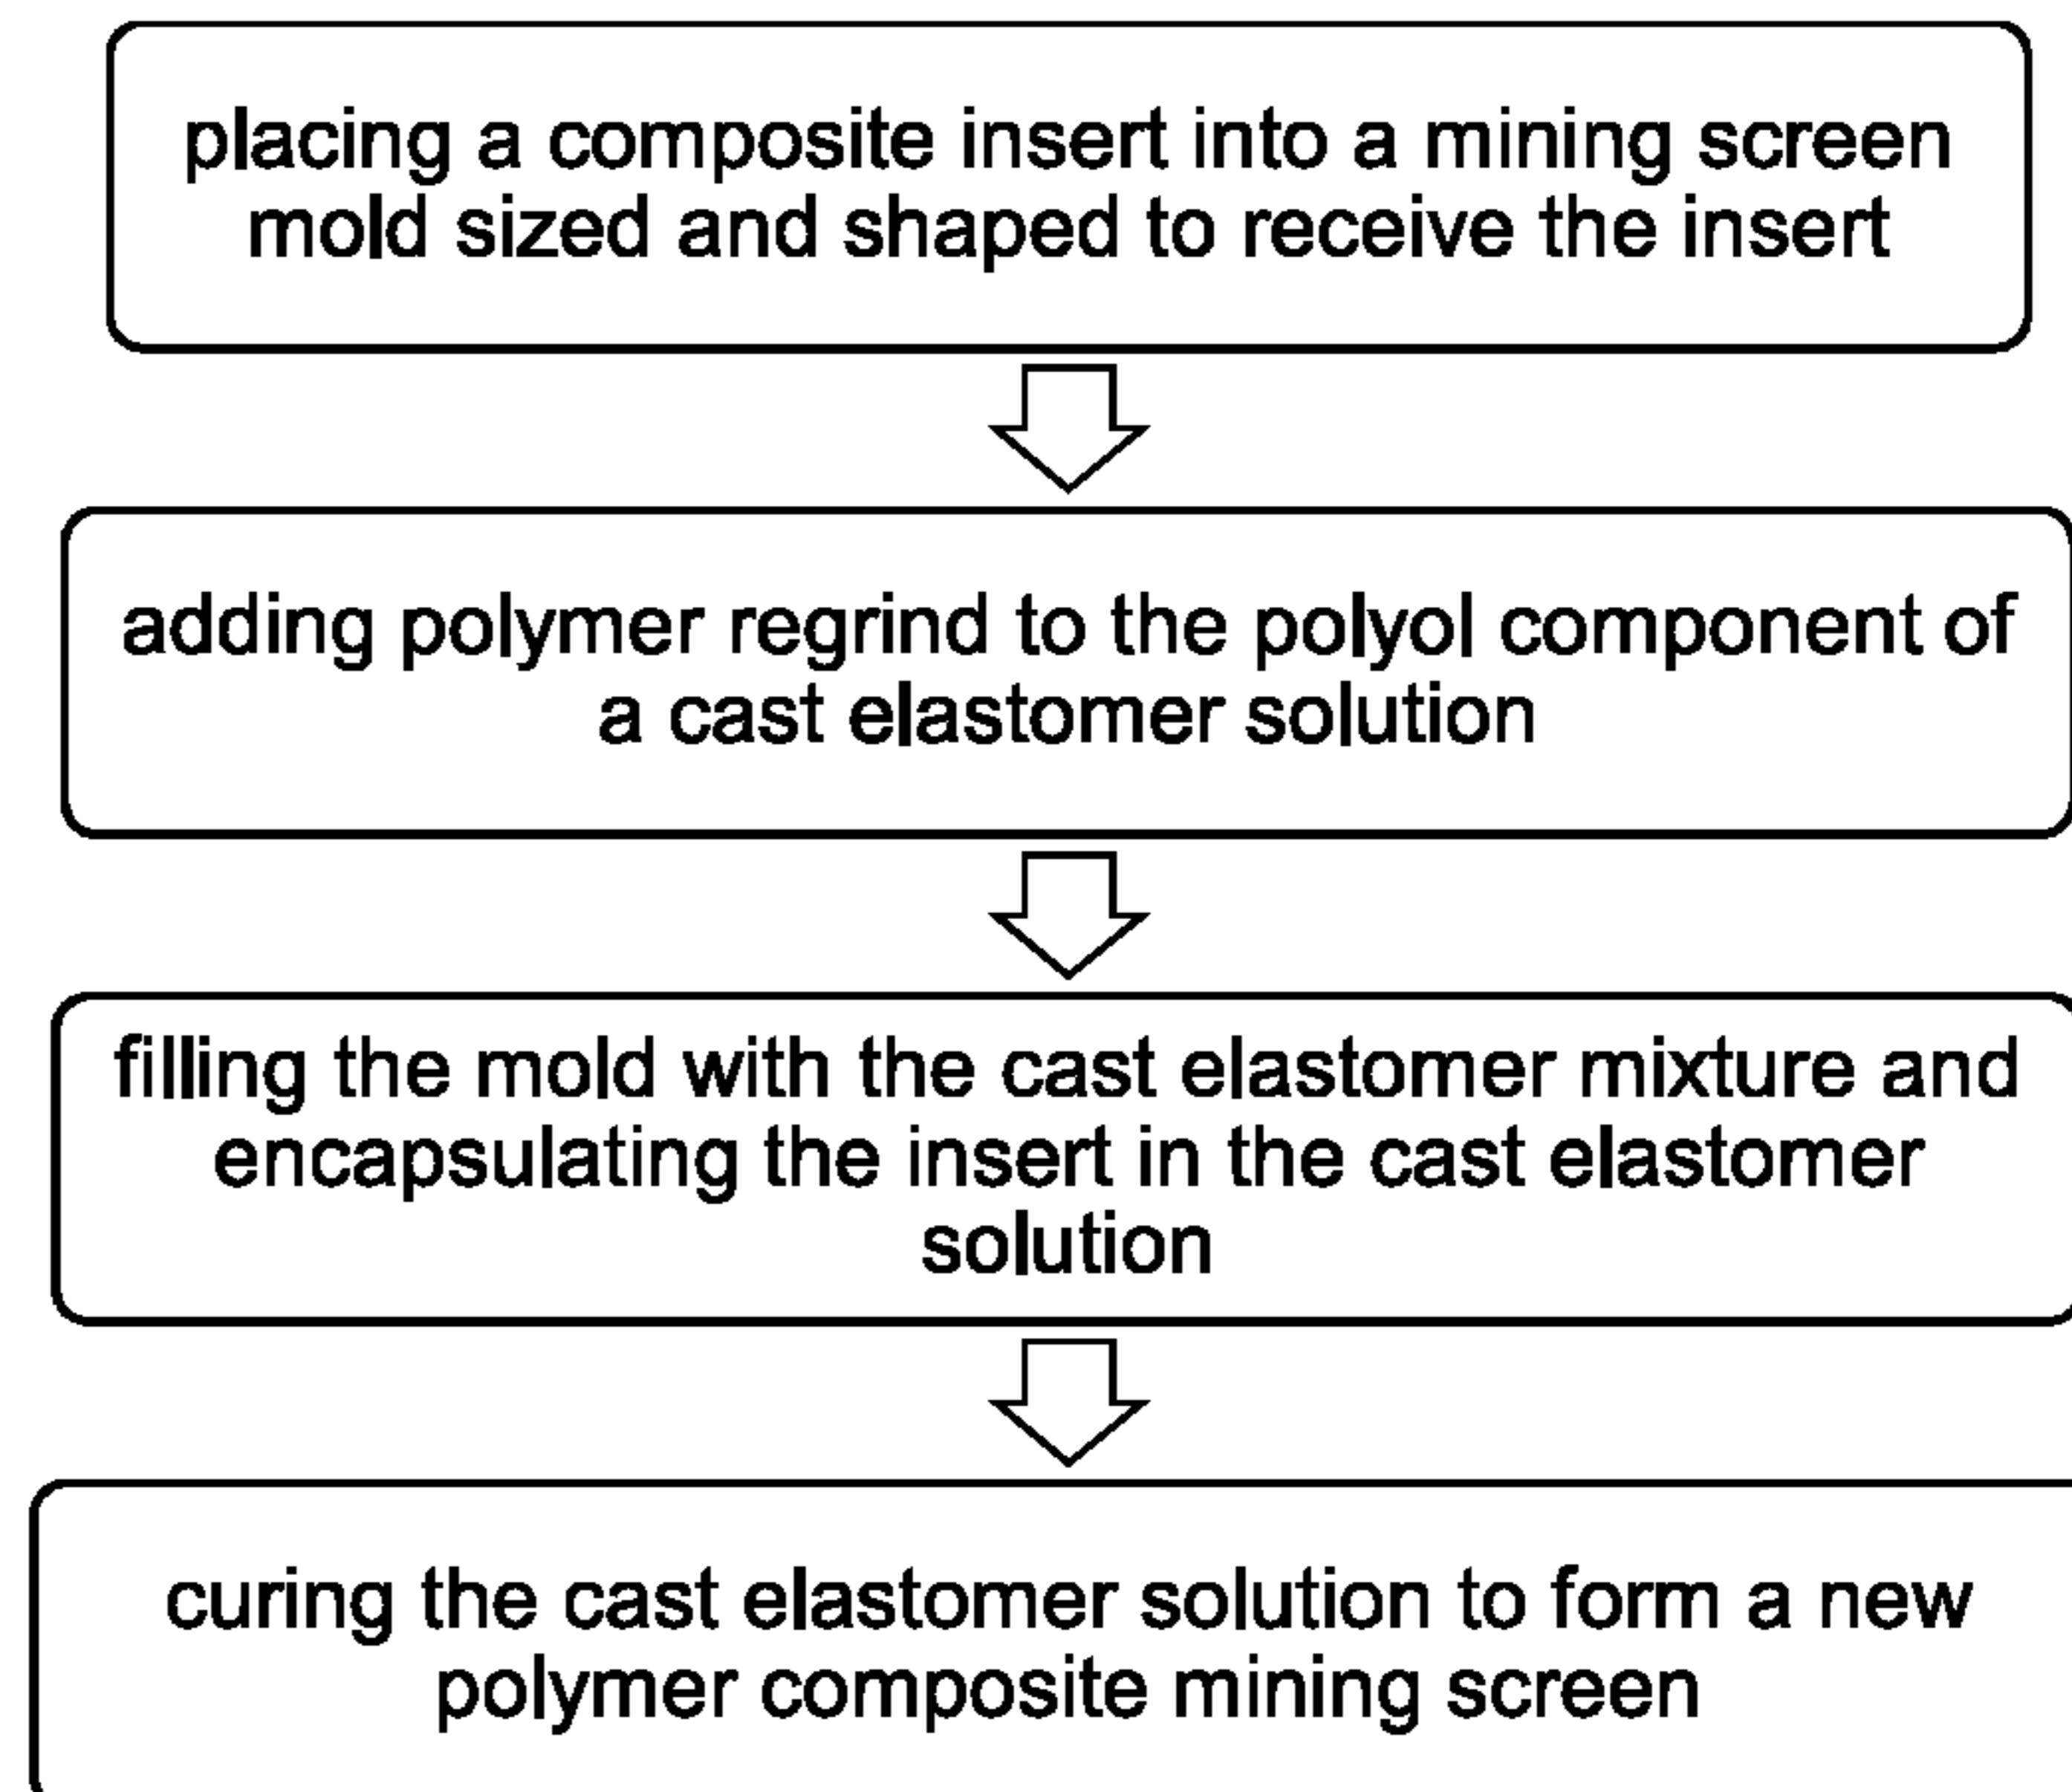 placing a composite insert into a mining screen
mold sized and shaped to receive the insert
adding polymer regrind to the polyol component of
a cast elastomer solution
filling the mold with the cast elastomer mixture and
encapsulating the insert in the cast elastomer
solution
curing the cast elastomer solution to form a new
polymer composite mining screen